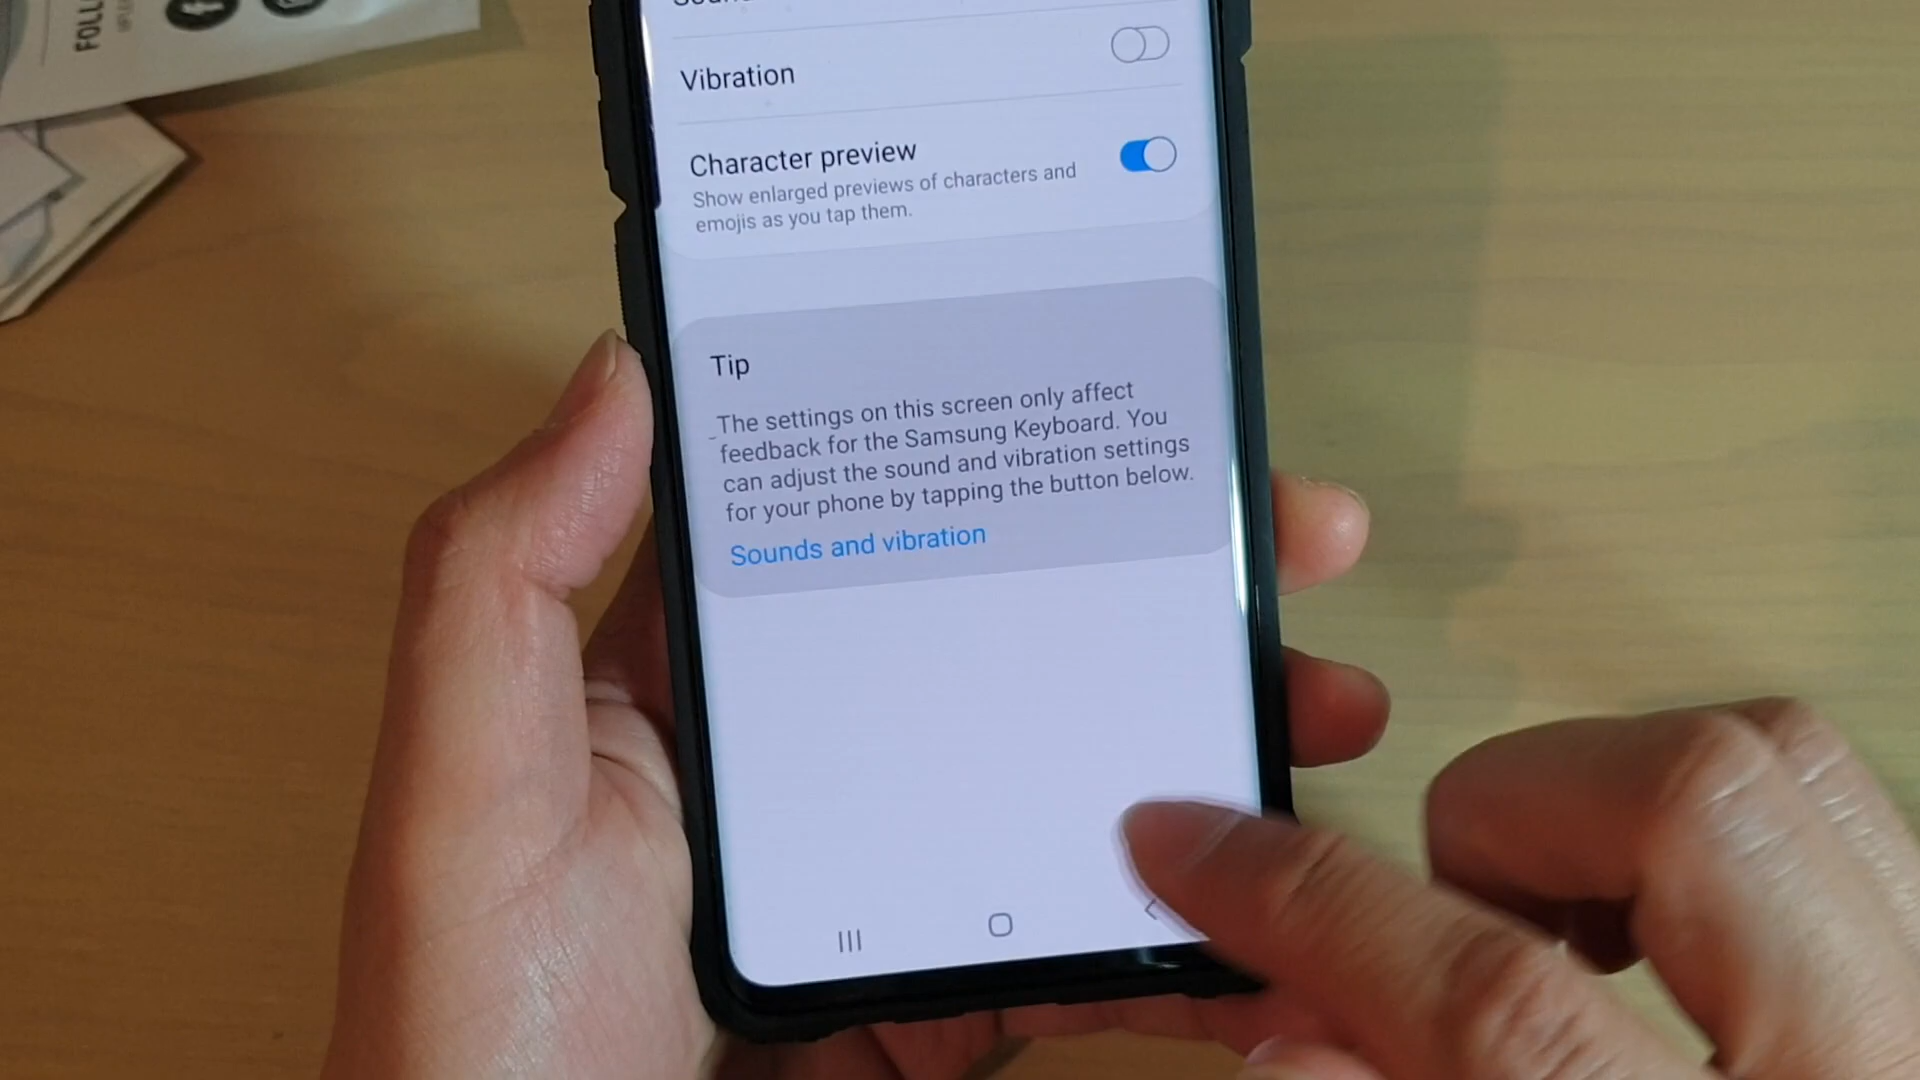 Vibration
Character preview
Show enlarged previews of characters and
emojis as you tap them.
Tip
The settings on this screen only affect
feedback for the Samsung Keyboard. You
can adjust the sound and vibration settings
for your phone by tapping the button below.
Sounds and vibration